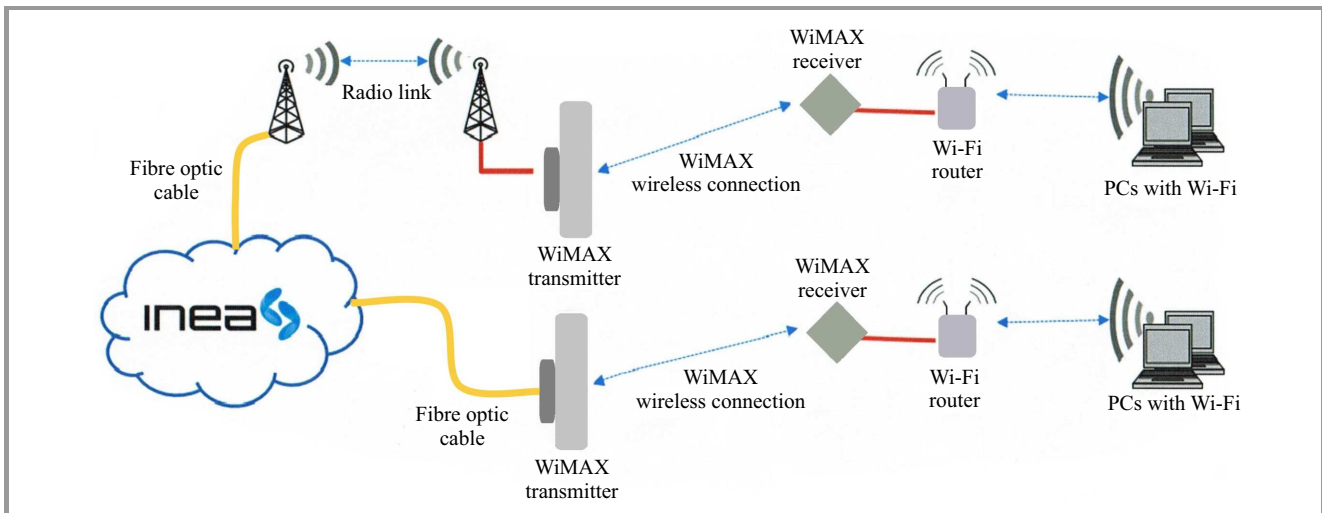 WiMAX
receiver
Radio link
Fibre optic
cable
WiMAX
wireless connection
Wi-Fi
router
PCs with Wi-Fi
WiMAX
transmitter
WiMAX
receiver
inea
WiMAX
wireless connection
Wi-Fi
router
PCs with Wi-Fi
Fibre optic
cable
WiMAX
transmitter